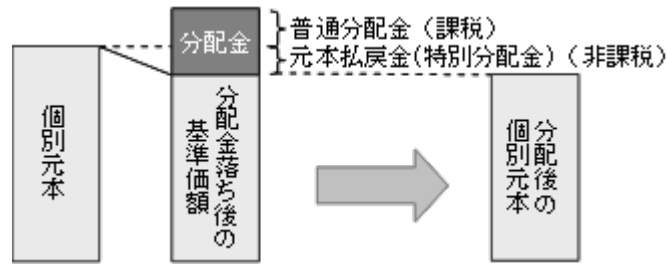 分配金
普通分配金（課税）
元本払戻金(特別分配金)（非課税）
個別元本
分配金落ち後の
基準価額
分配後の
個別元本